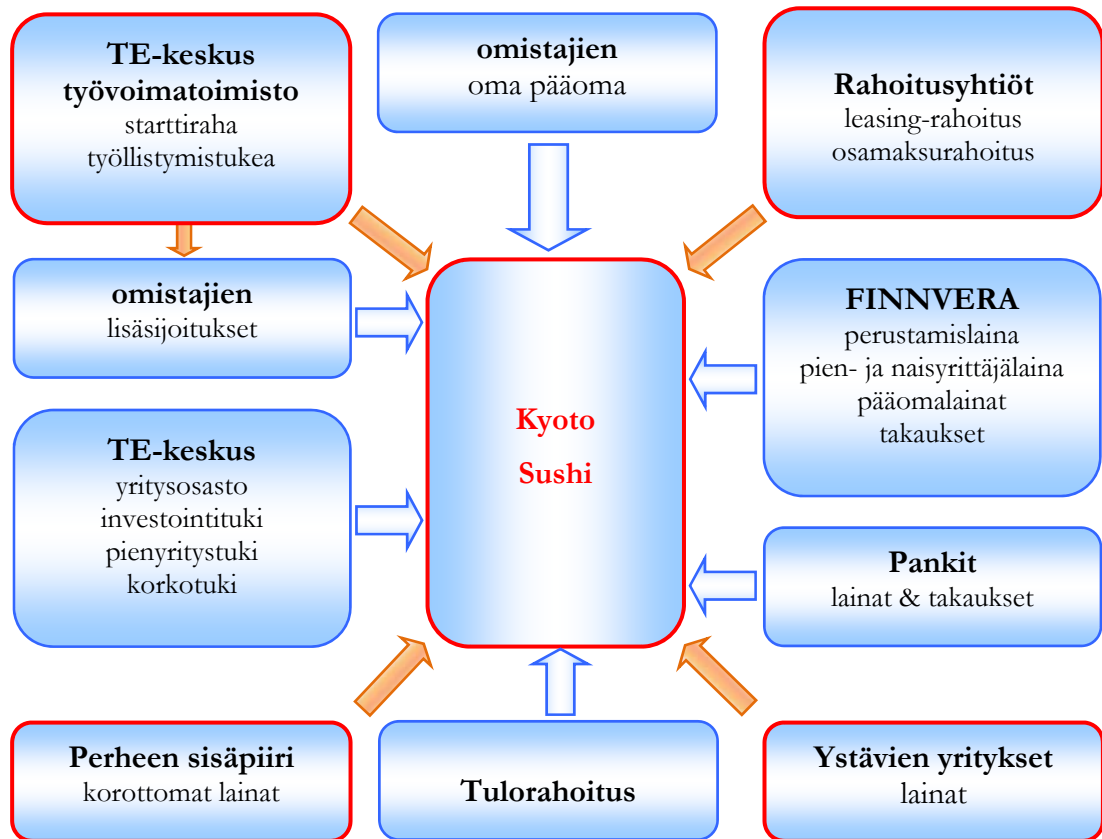 TE-keskus
työvoimatoimisto
starttiraha
työllistymistukea
omistajien
oma pääoma
Rahoitusyhtiöt
leasing-rahoitus
osamaksurahoitus
omistajien
lisäsijoitukset
FINNVERA
perustamislaina
pien- ja naisyrittäjälaina
pääomalainat
takaukset
Kyoto
Sushi
TE-keskus
yritysosasto
investointituki
pienyritystuki
korkotuki
Pankit
lainat & takaukset
Perheen sisäpiiri
korottomat lainat
Tulorahoitus
Ystävien yritykset
lainat